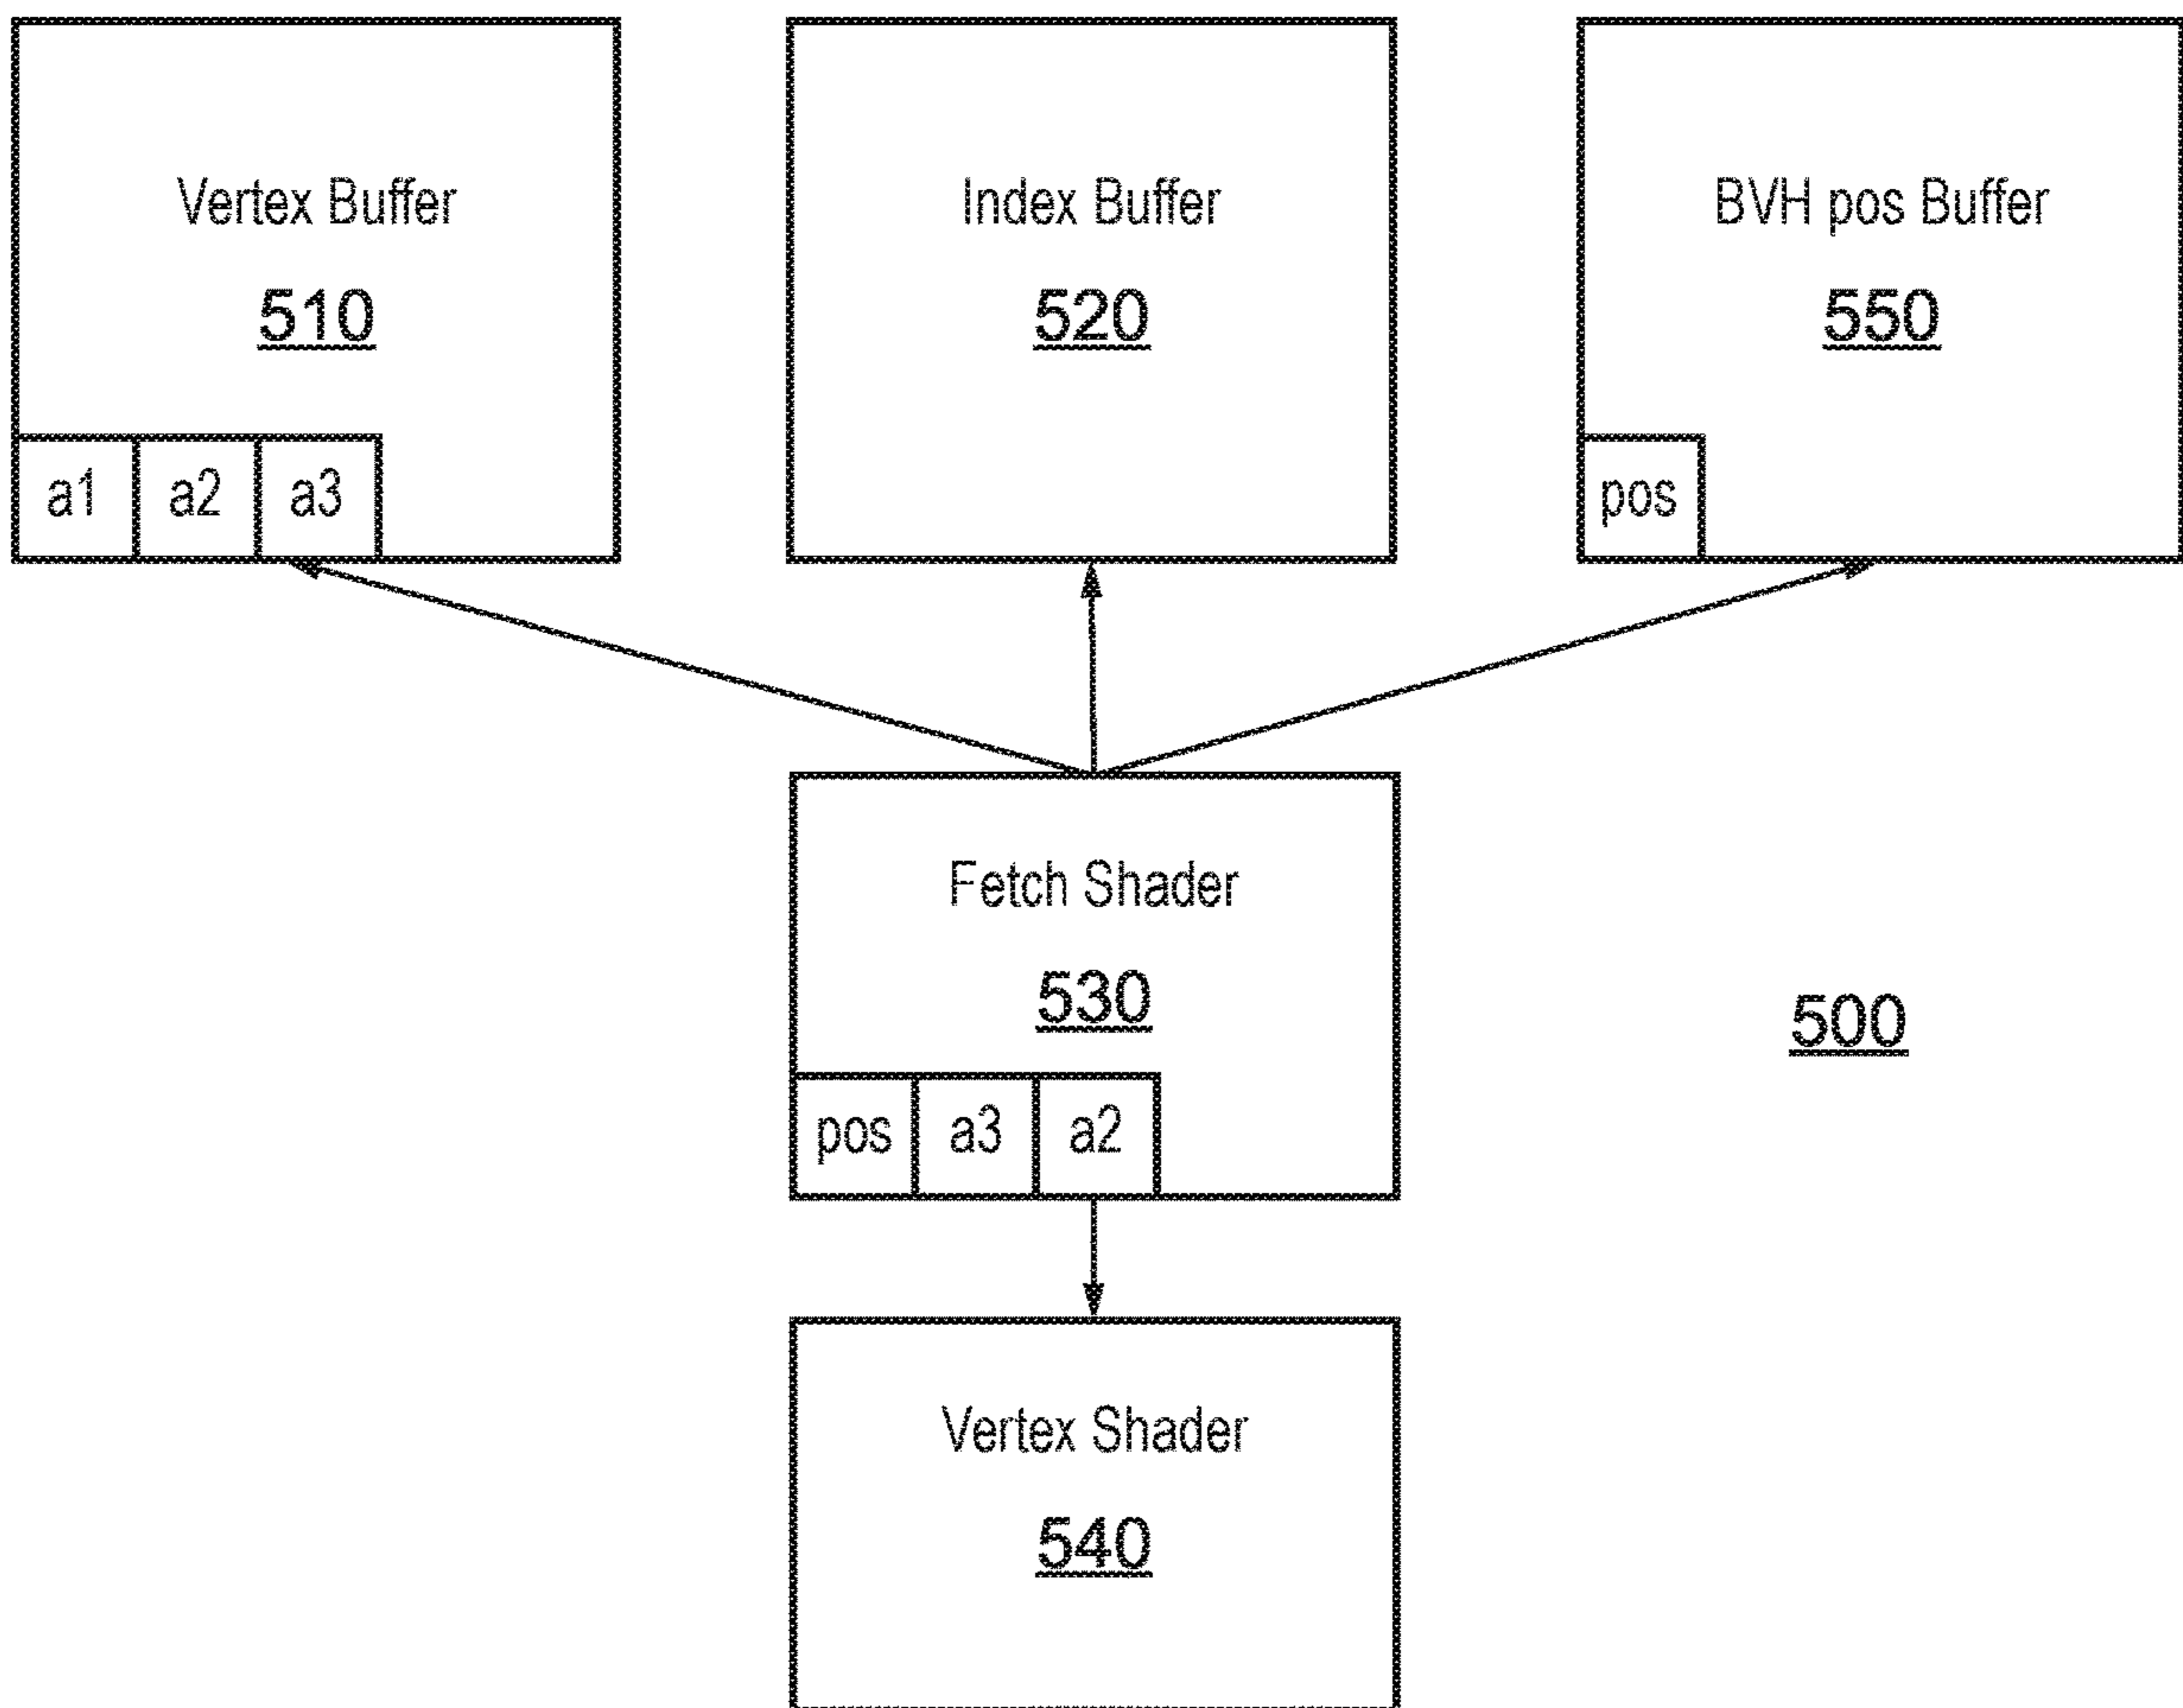 Vertex Buffer
510
a1 a2 a3
Index Buffer
520
BVH pos Buffer
550
pos
Fetch Shader
530
pos a3 a2
500
Vertex Shader
540